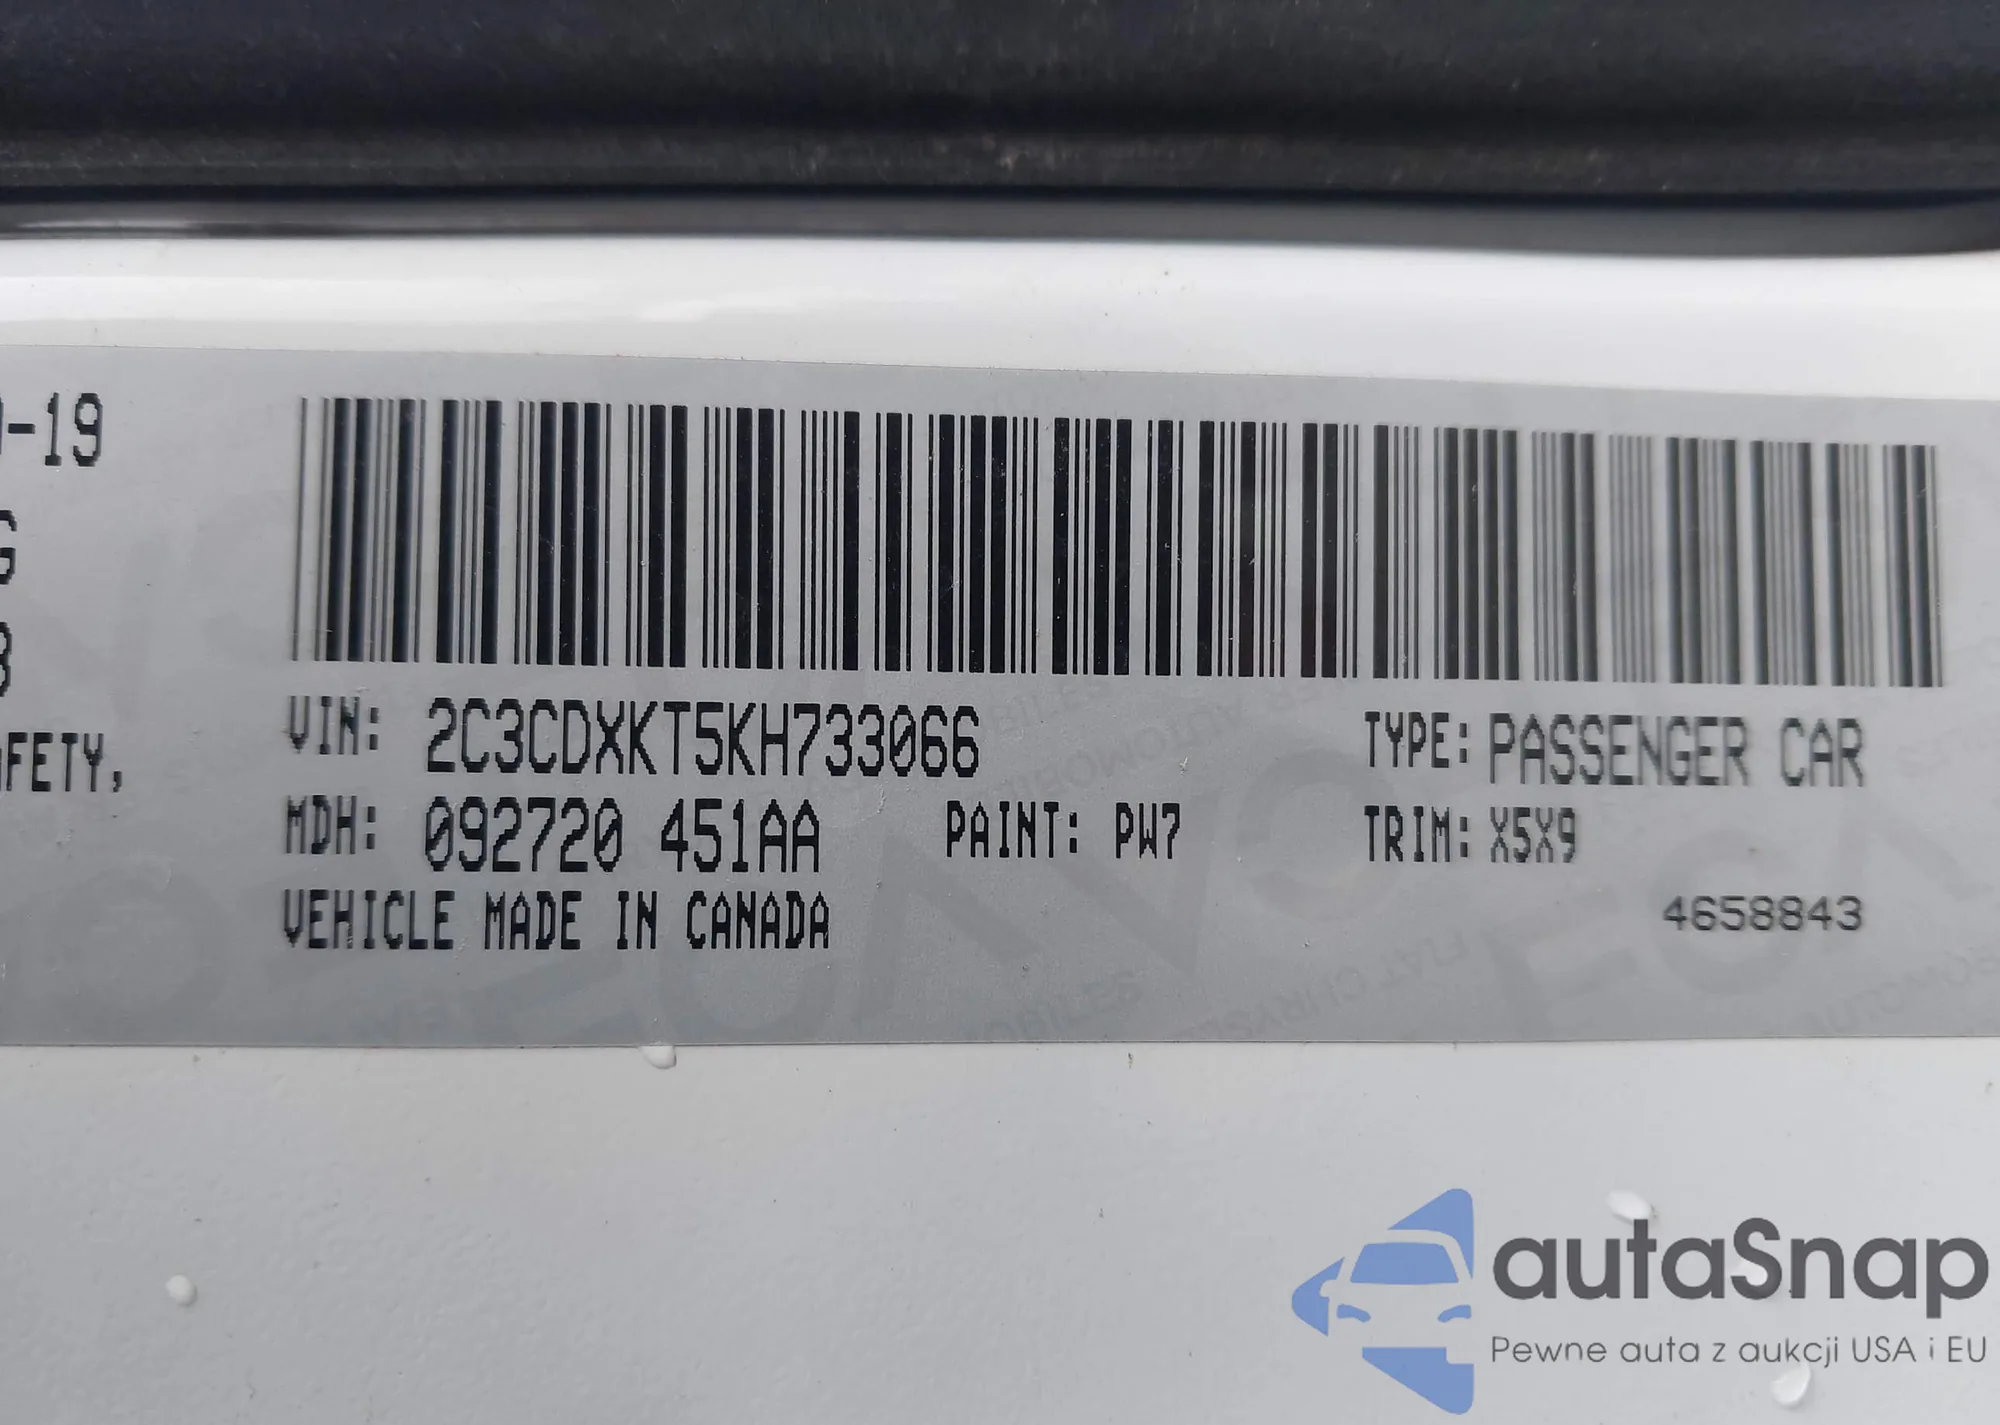 -19
G
FETY,
VIN: 2C3CDXKT5KH733066
TYPE: PASSENGER CAR
MDH: 092720 451AA
PAINT: PW7
TRIM: X5X9
VEHICLE MADE IN CANADA
4658843
autaSnap
Pewne auta z aukcji USA i EU